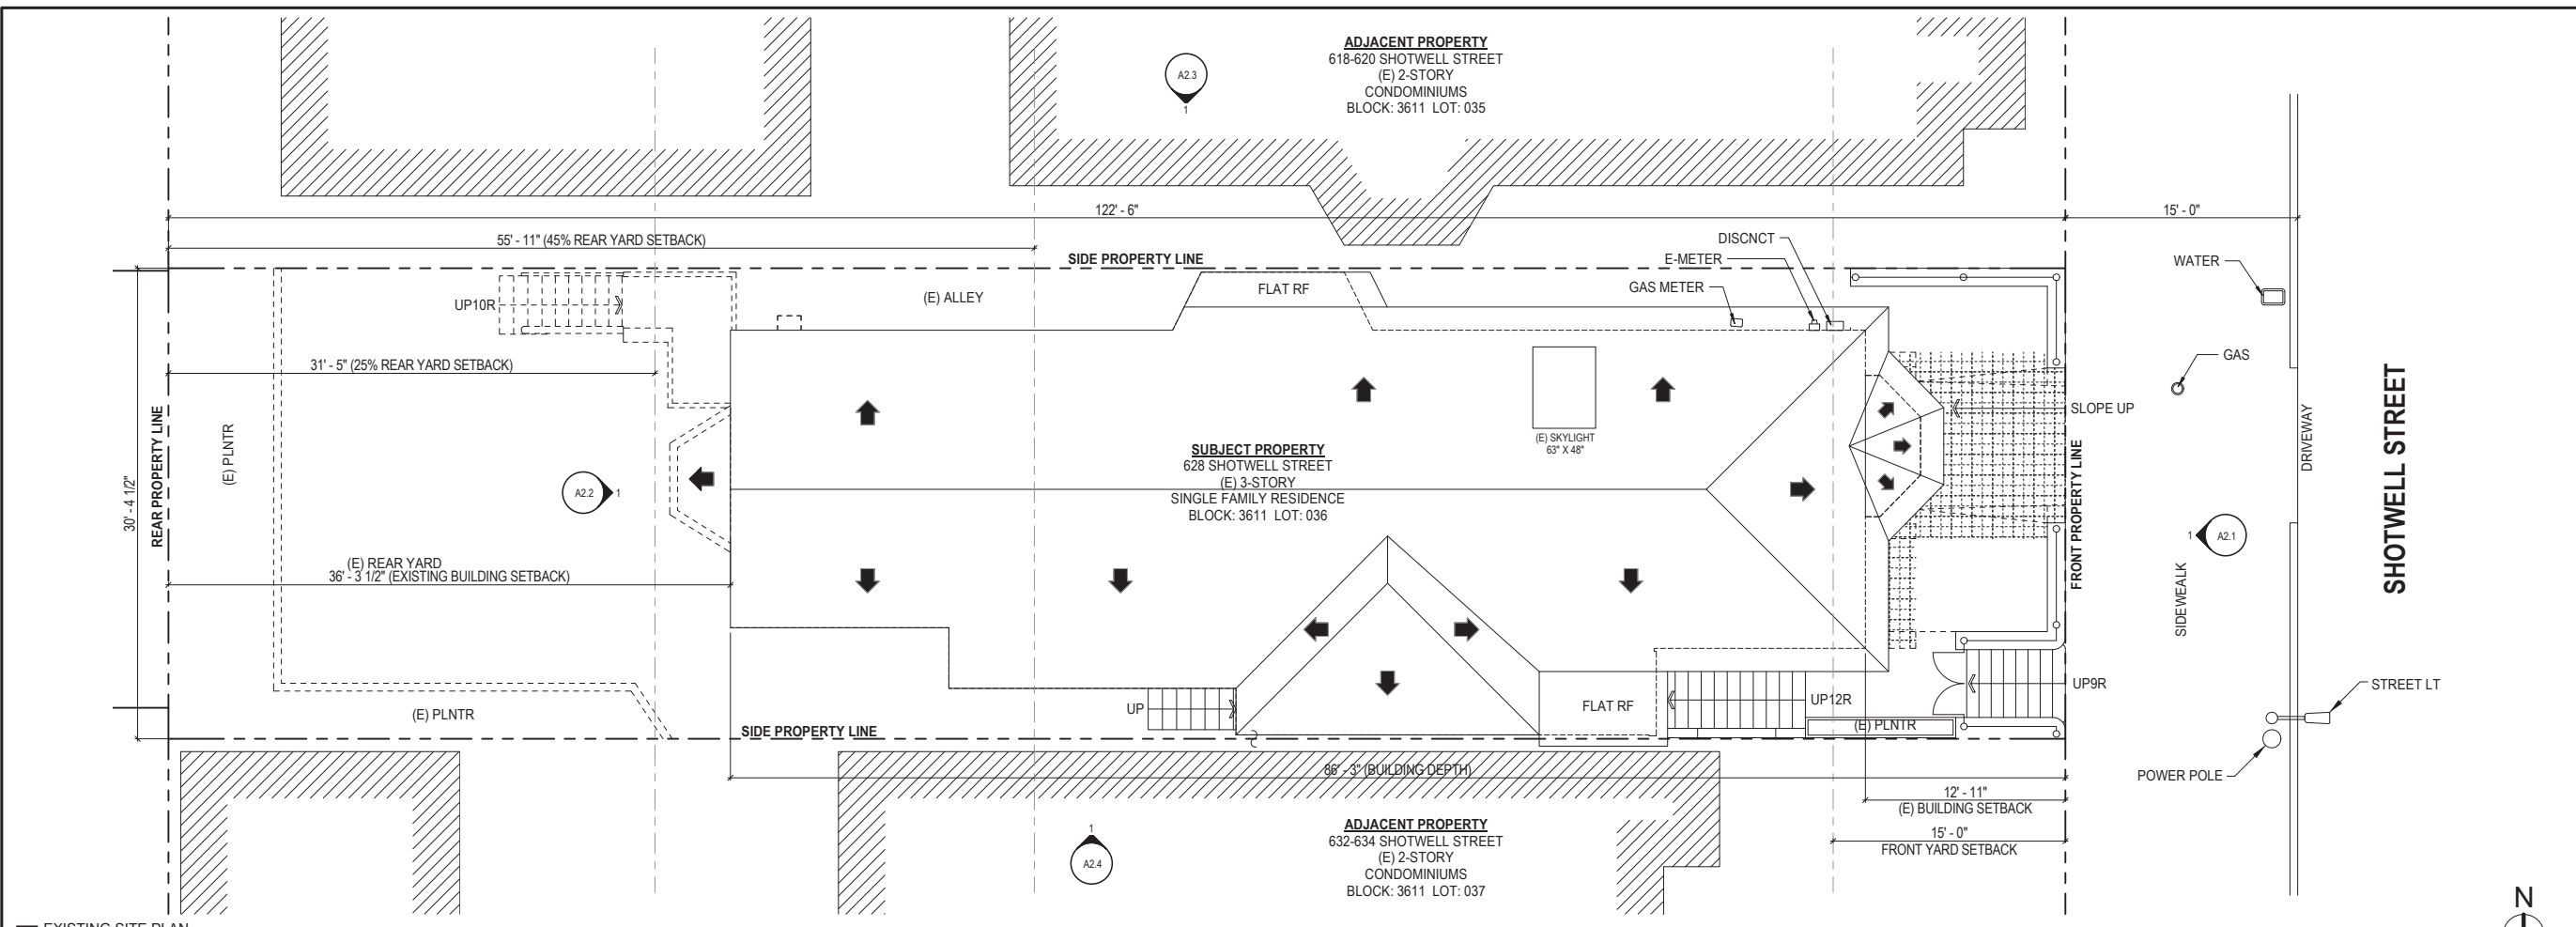 ADJACENT PROPERTY
618-620 SHOTWELL STREET
(E) 2-STORY
CONDOMINIUMS
BLOCK: 3611 LOT: 035
A2.3
1
122' - 6"
15' - 0"
55' - 11" (45% REAR YARD SETBACK)
SIDE PROPERTY LINE
DISCNCT
E-METER
GAS METER
WATER
UP10R
(E) ALLEY
FLAT RF
31' - 5" (25% REAR YARD SETBACK)
GAS
SLOPE UP
(E) SKYLIGHT
63" X 48"
SUBJECT PROPERTY
628 SHOTWELL STREET
(E) 3-STORY
SINGLE FAMILY RESIDENCE
BLOCK: 3611 LOT: 036
30' - 4 1/2"
REAR PROPERTY LINE
(E) PLNTR
A2.2
1
FRONT PROPERTY LINE
DRIVEWAY
SHOTWELL STREET
1
A2.1
SIDEWEALK
(E) REAR YARD
36' - 3 1/2" (EXISTING BUILDING SETBACK)
(E) PLNTR
UP
FLAT RF
UP12R
UP9R
(E) PLNTR
STREET LT
SIDE PROPERTY LINE
86' - 3" (BUILDING DEPTH)
POWER POLE
12' - 11"
(E) BUILDING SETBACK
15' - 0"
FRONT YARD SETBACK
1
A2.4
ADJACENT PROPERTY
632-634 SHOTWELL STREET
(E) 2-STORY
CONDOMINIUMS
BLOCK: 3611 LOT: 037
N
EXISTING SITE PLAN